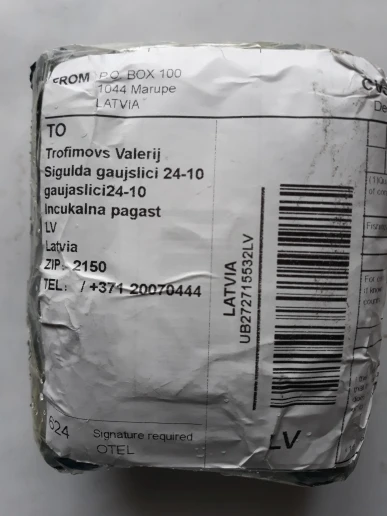 FROM P.O. BOX 100
1044 Marupe
LATVIA
TO
Trofimovs Valerij
Sigulda gaujslici 24-10
gaujaslici24-10
Incukalna pagast
LV
Latvia
ZIP: 2150
TEL: / +371 20070444
LATVIA
UB272715532LV
624
Signature required
OTEL
LV